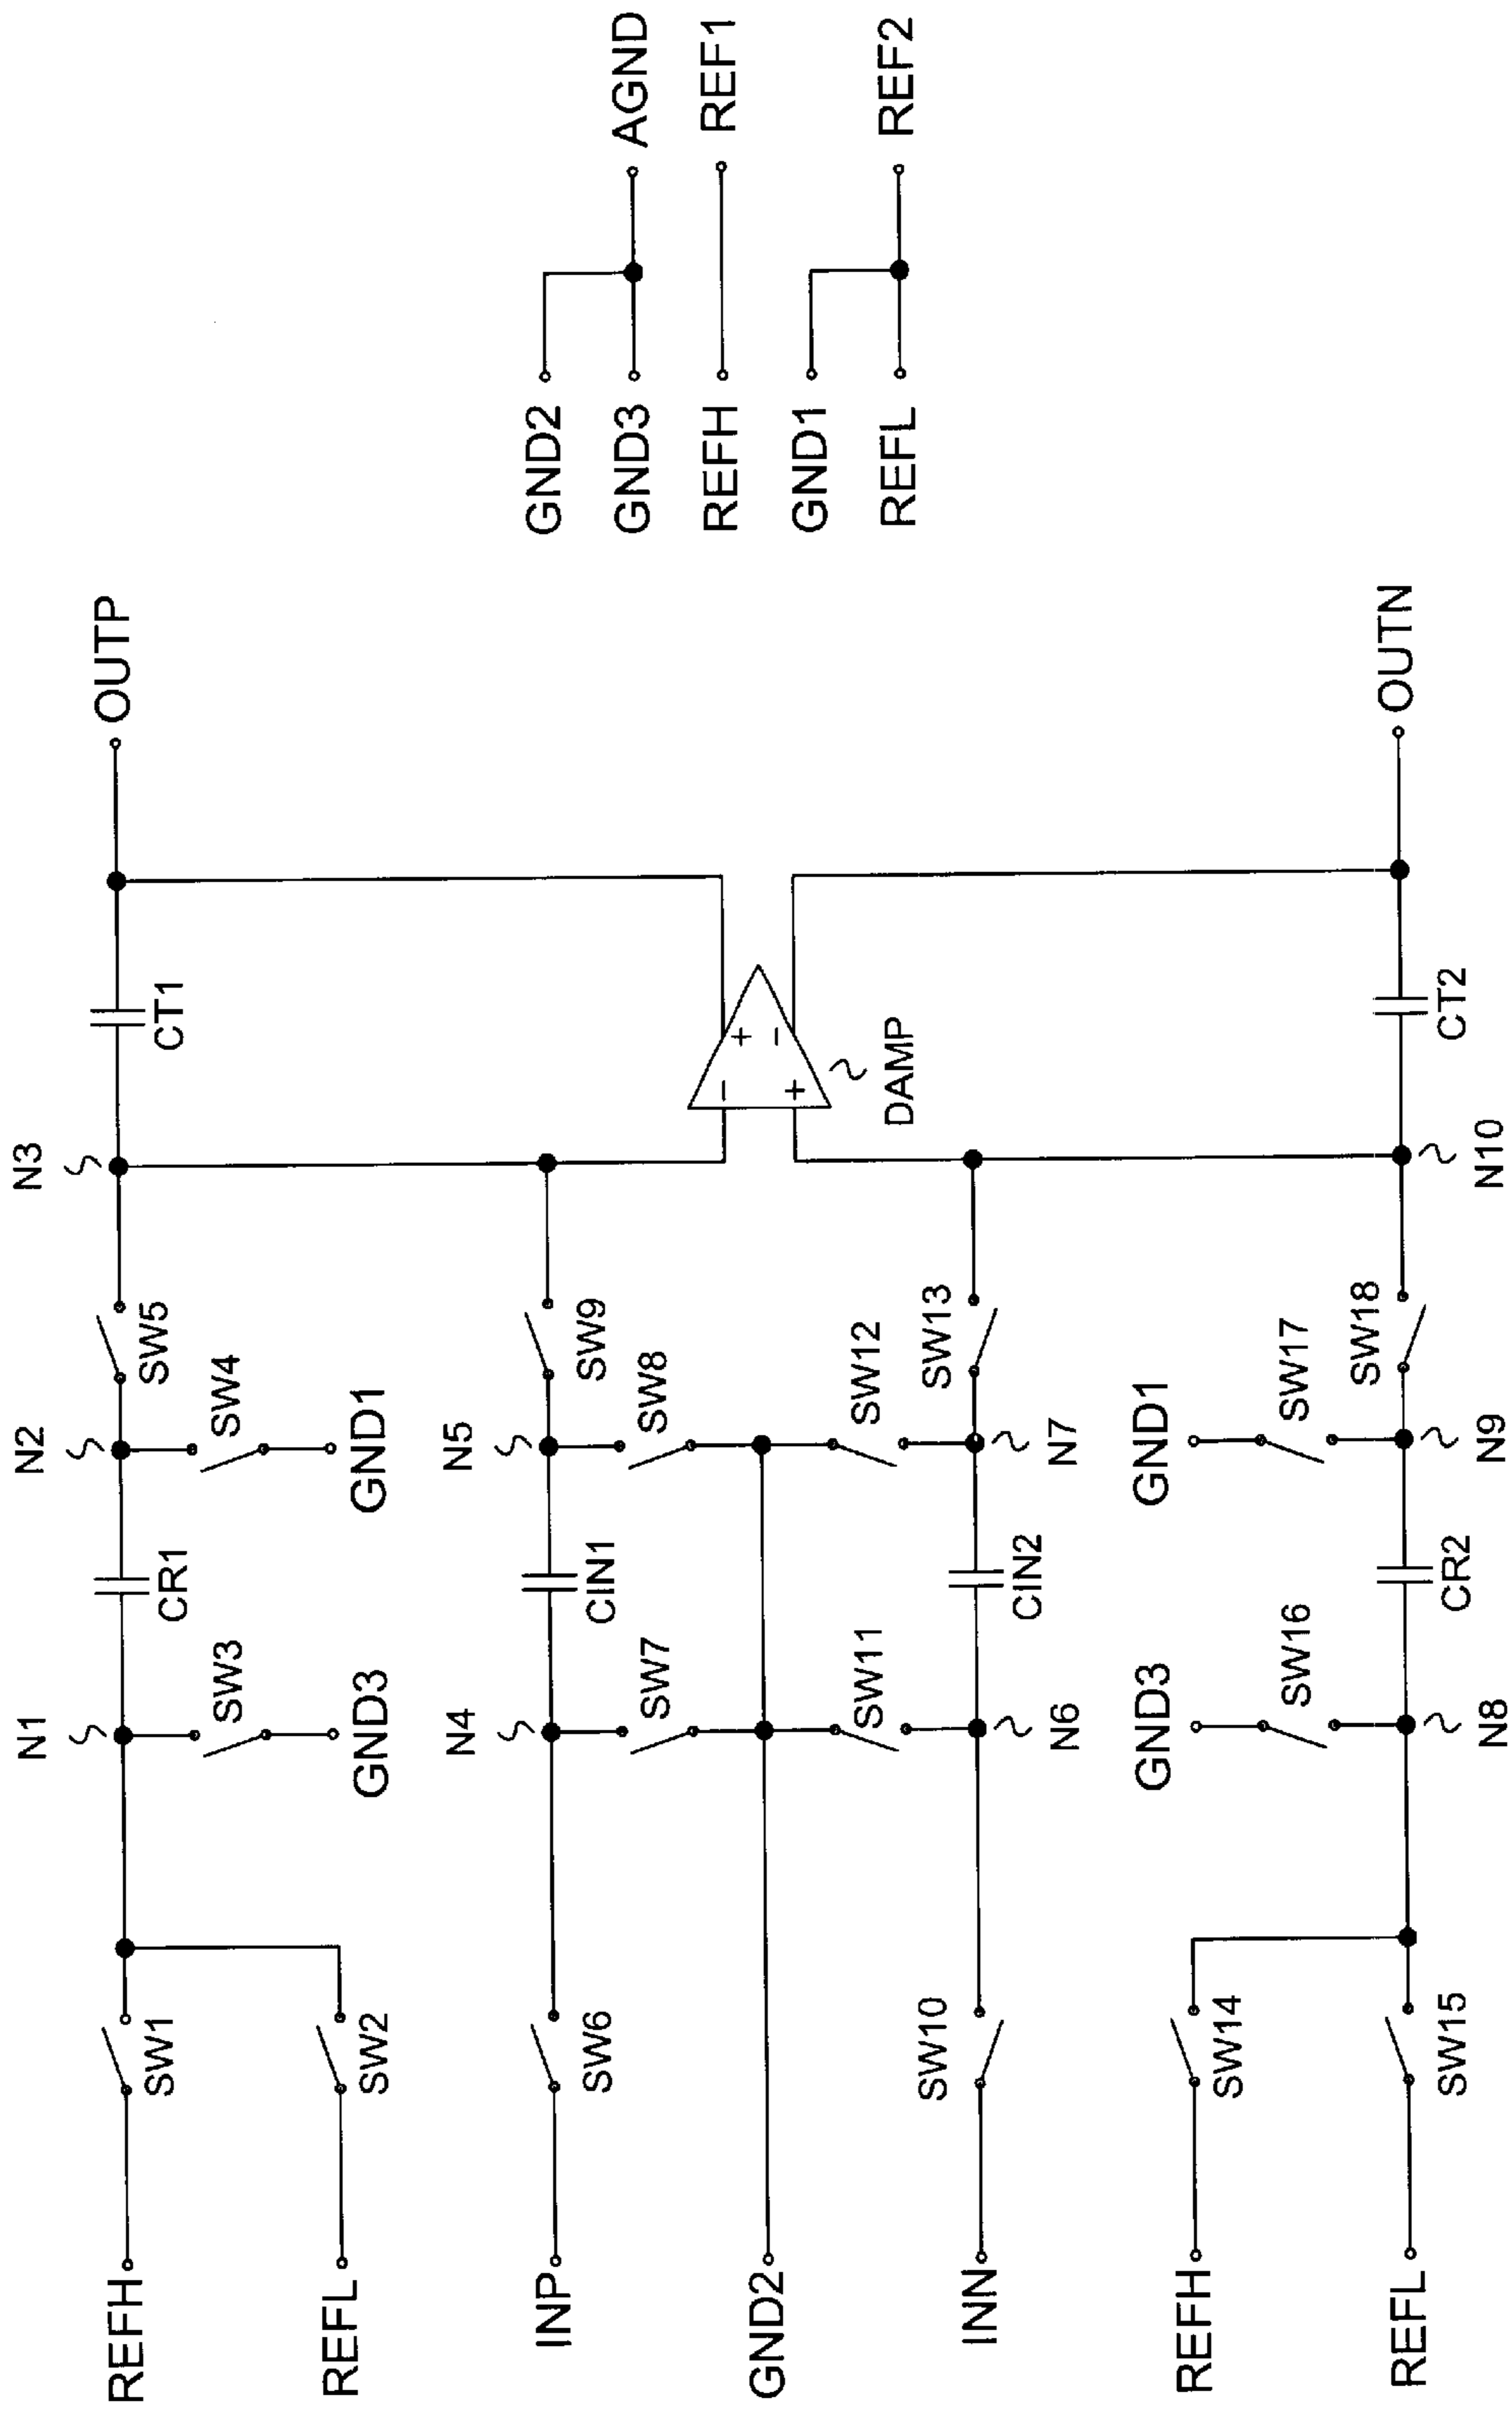 REFH
SW1
N1
SW3
GND3
CR1
N2
SW4
GND1
SW5
N3
CT1
OUTP
REFL
SW2
INP
SW6
N4
SW7
CIN1
N5
SW8
SW9
GND2
-
+
+
-
DAMP
INN
SW10
SW11
N6
CIN2
SW12
N7
SW13
REFH
SW14
GND3
SW16
GND1
SW17
REFL
SW15
N8
CR2
N9
SW18
N10
CT2
OUTN
GND2
GND3
AGND
REFH
REF1
GND1
REFL
REF2